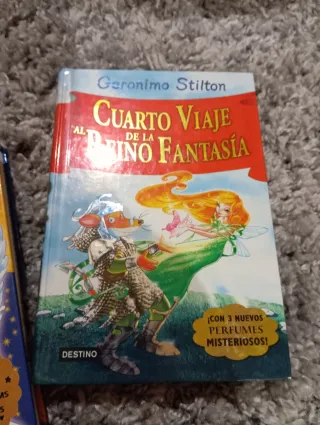 Geronimo Stilton
CUARTO VIAJE
AL REINO DE LA FANTASÍA
¡CON 3 NUEVOS
PERFUMES
MISTERIOSOS!
DESTINO